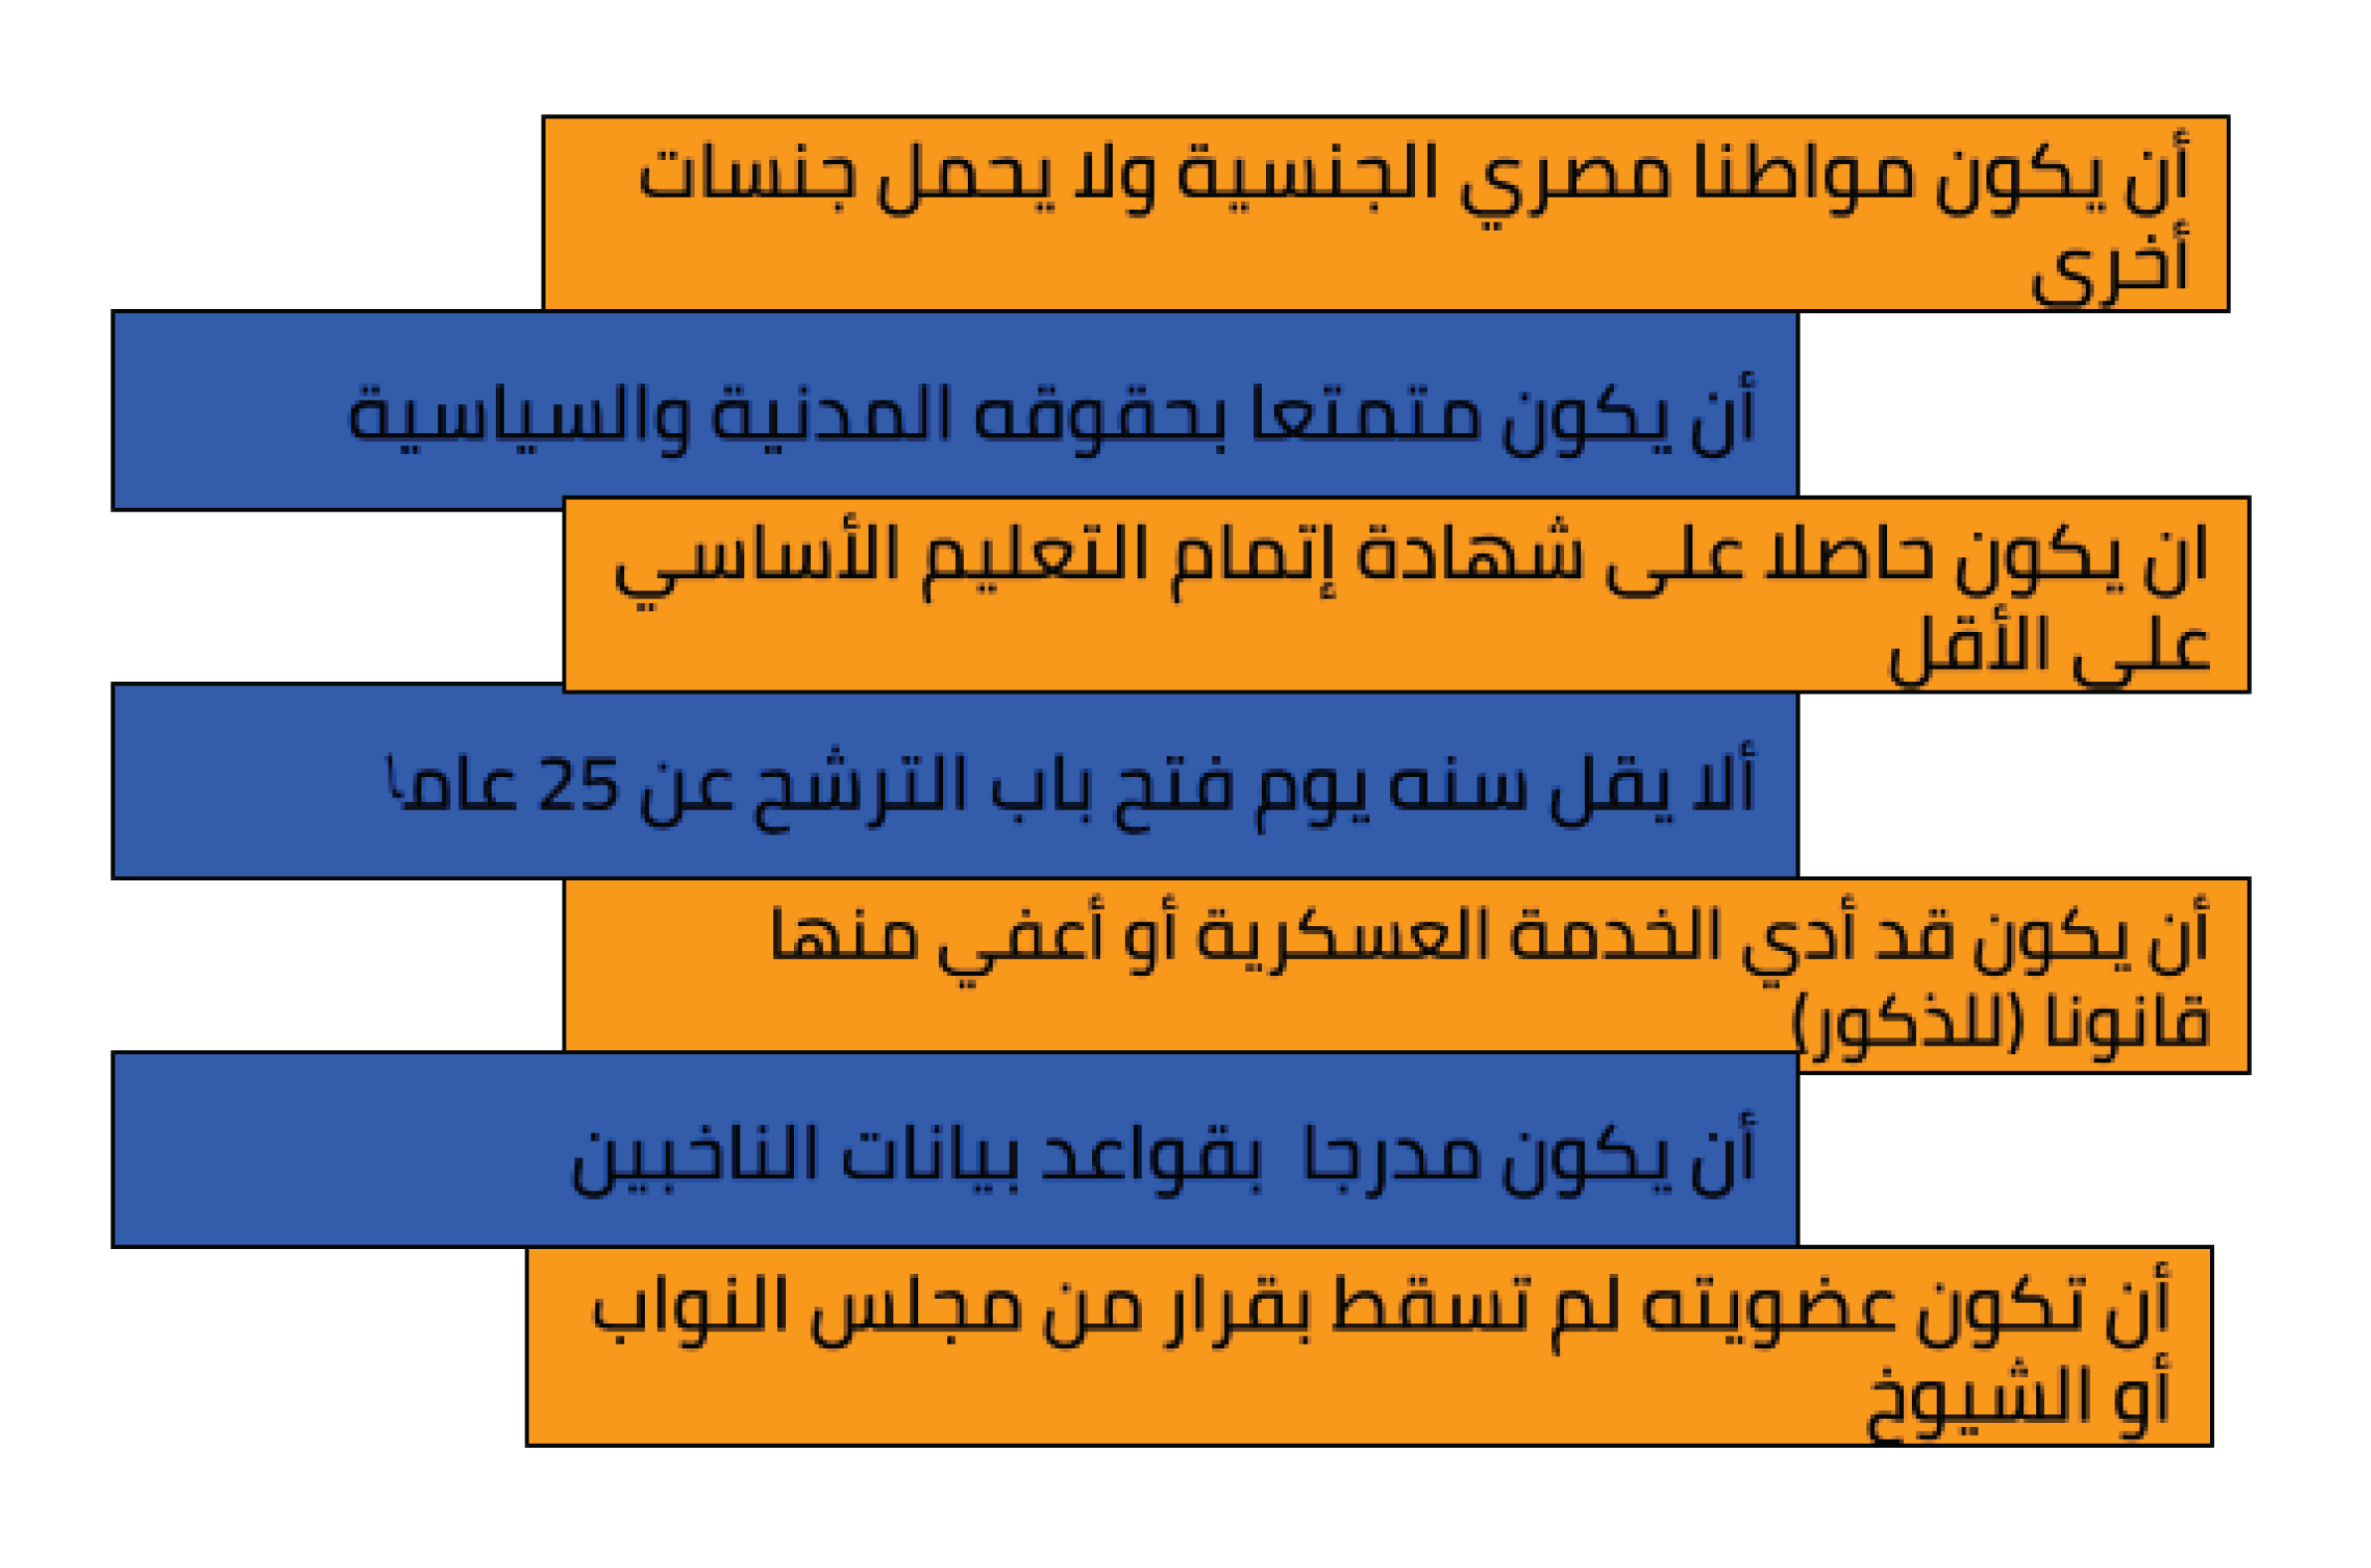 أن يكون مواطنا مصري الجنسية ولا يحمل جنسات
أخرى
أن يكون متمتعا بحقوقه المدنية والسياسية
ان يكون حاصلا على شهادة إتمام التعليم الأساسي
على الأقل
ألا يقل سنه يوم فتح باب الترشح عن 25 عاما
أن يكون قد أدي الخدمة العسكرية أو أعفي منها
قانونا (للذكور)
أن يكون مدرجا بقواعد بيانات الناخبين
أن تكون عضويته لم تسقط بقرار من مجلس النواب
أو الشيوخ